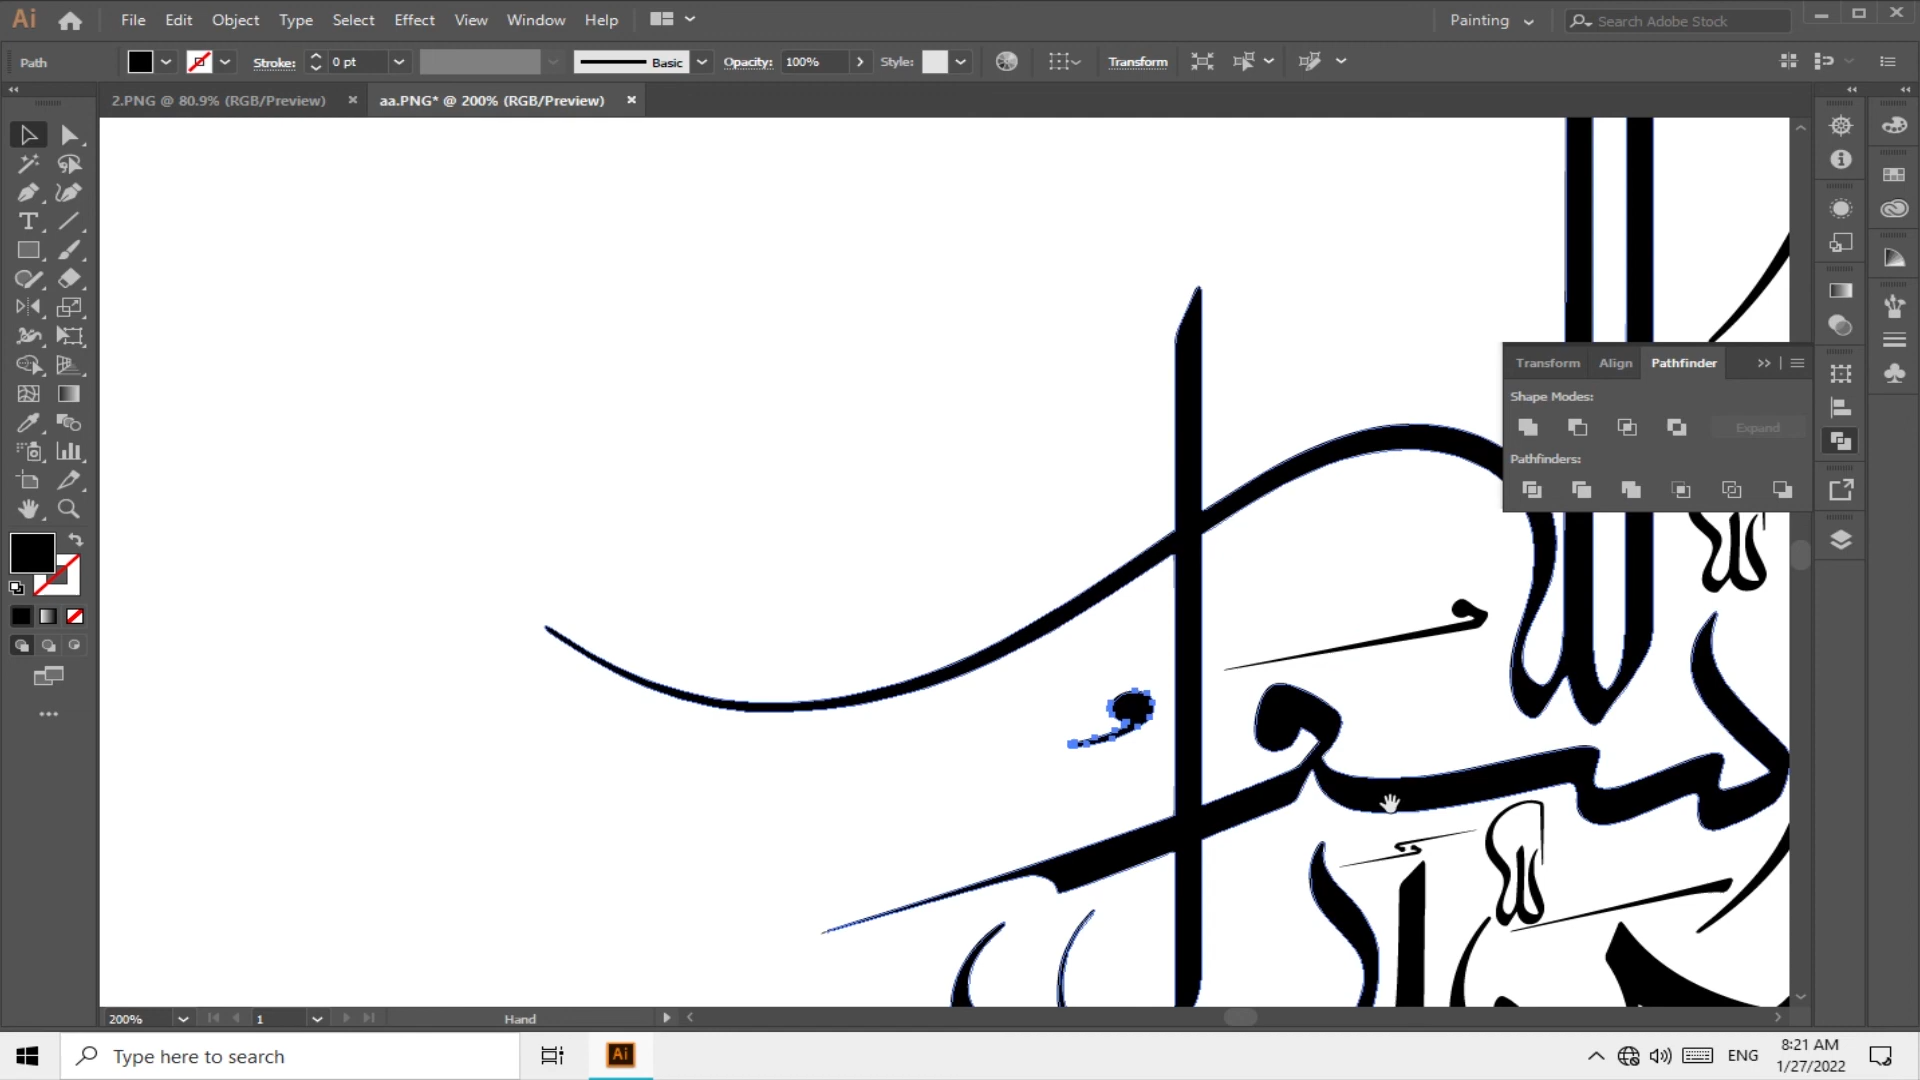 Ai File Edit Object Type Select Effect View Window Help Painting Search Adobe Stock
Path Stroke: 0 pt Basic Opacity: 100% Style: Transform
2.PNG @ 80.9% (RGB/Preview) aa.PNG* @ 200% (RGB/Preview)
Transform Align Pathfinder
Shape Modes:
Expand
Pathfinders:
200% 1 Hand
Type here to search Ai ENG 8:21 AM
1/27/2022